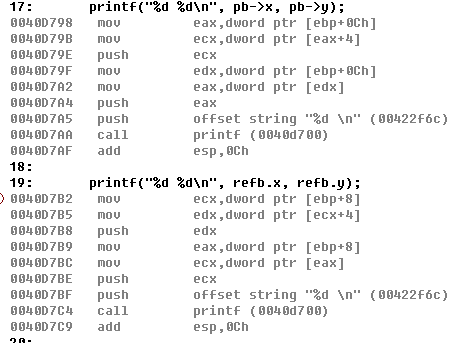 17:       printf("%d %d\n", pb->x, pb->y);
0040D798   mov         eax,dword ptr [ebp+0Ch]
0040D79B   mov         ecx,dword ptr [eax+4]
0040D79E   push        ecx
0040D79F   mov         edx,dword ptr [ebp+0Ch]
0040D7A2   mov         eax,dword ptr [edx]
0040D7A4   push        eax
0040D7A5   push        offset string "%d \n" (00422f6c)
0040D7AA   call        printf (0040d700)
0040D7AF   add         esp,0Ch
18:
19:       printf("%d %d\n", refb.x, refb.y);
0040D7B2   mov         ecx,dword ptr [ebp+8]
0040D7B5   mov         edx,dword ptr [ecx+4]
0040D7B8   push        edx
0040D7B9   mov         eax,dword ptr [ebp+8]
0040D7BC   mov         ecx,dword ptr [eax]
0040D7BE   push        ecx
0040D7BF   push        offset string "%d \n" (00422f6c)
0040D7C4   call        printf (0040d700)
0040D7C9   add         esp,0Ch
20: